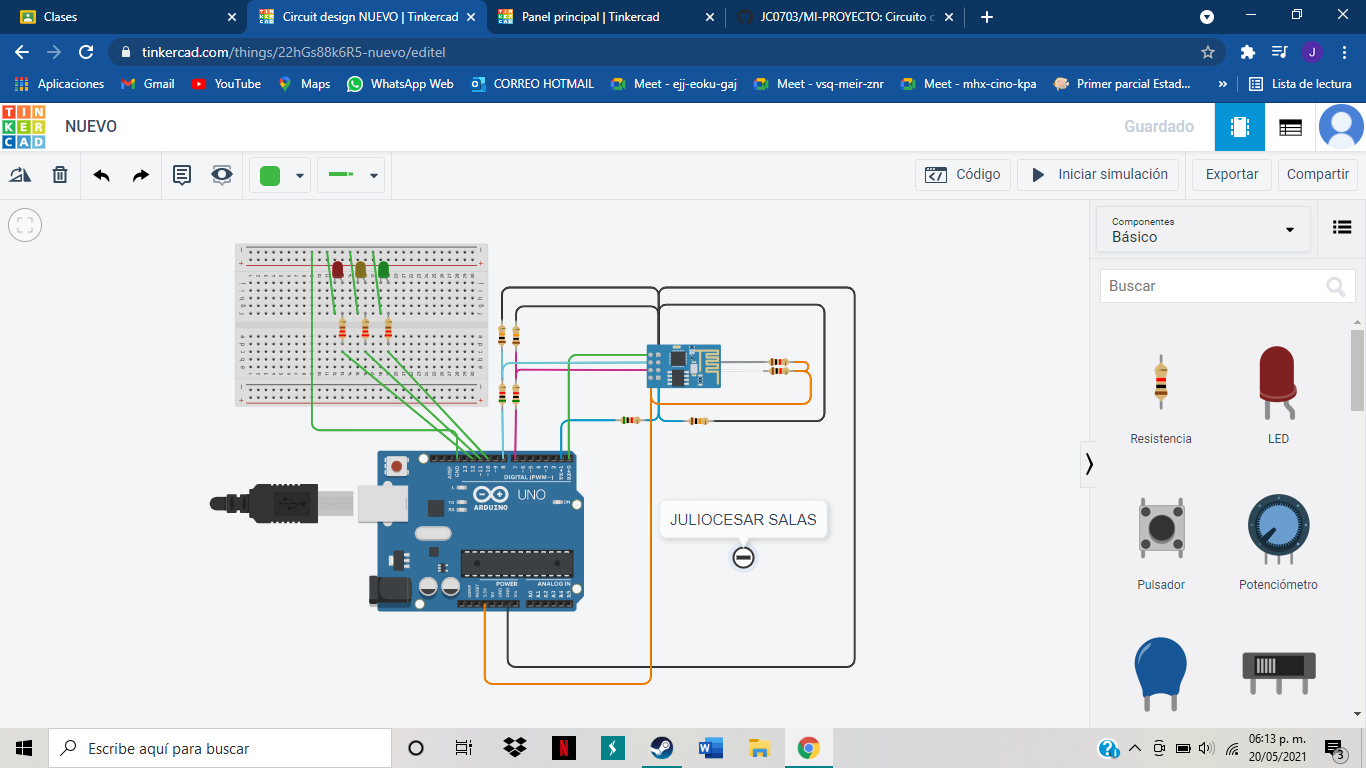 Clases
Circuit design NUEVO | Tinkercad
Panel principal | Tinkercad
JC0703/MI-PROYECTO: Circuito
tinkercad.com/things/22hGs88k6R5-nuevo/editel
J
Aplicaciones
Gmail
YouTube
Maps
WhatsApp Web
CORREO HOTMAIL
Meet - ejj-eoku-gaj
Meet - vsq-meir-znr
Meet - mhx-cino-kpa
Primer parcial Estad...
»
Lista de lectura
TINKERCAD
NUEVO
Guardado
Código
Iniciar simulación
Exportar
Compartir
Componentes
Básico
Buscar
Resistencia
LED
Pulsador
Potenciómetro
DIGITAL (PWM~)
UNO
ARDUINO
L
TX
RX
ON
POWER
ANALOG IN
JULIOCESAR SALAS
Escribe aquí para buscar
06:13 p. m.
20/05/2021
3